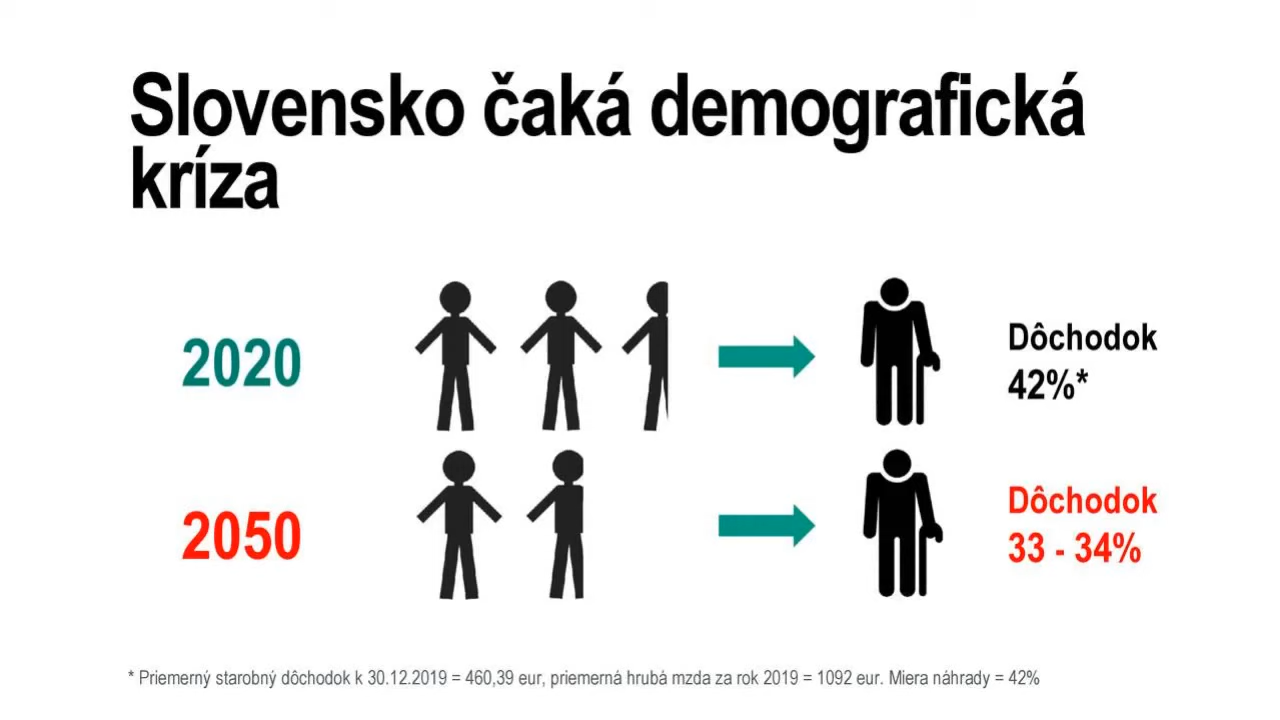 Slovensko čaká demografická
kríza
2020
Dôchodok
42%*
2050
Dôchodok
33 - 34%
* Priemerný starobný dôchodok k 30.12.2019 = 460,39 eur, priemerná hrubá mzda za rok 2019 = 1092 eur. Miera náhrady = 42%